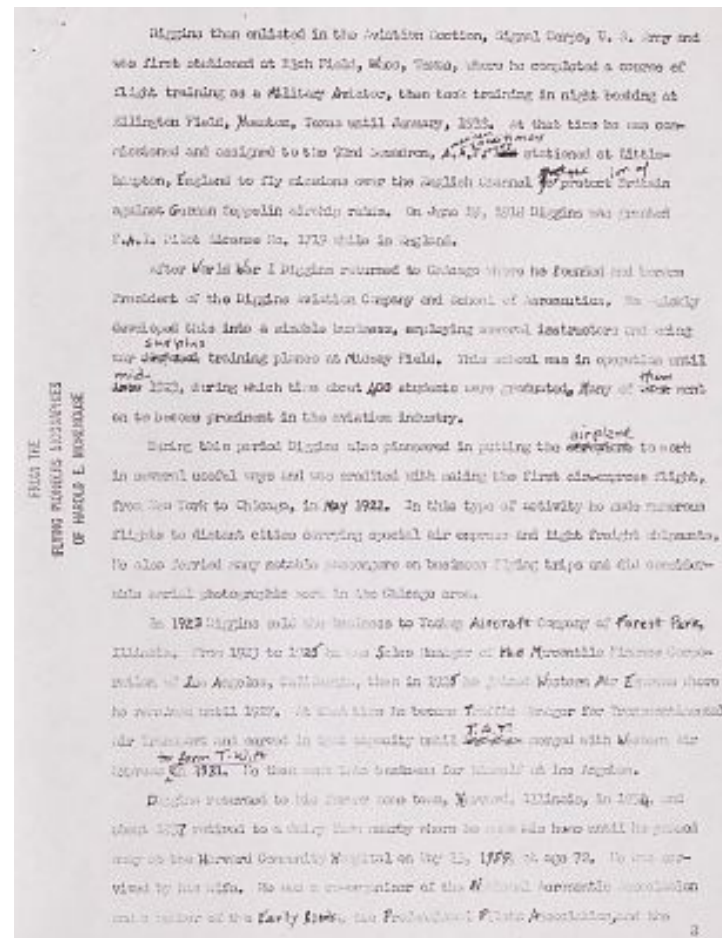 Diggins then enlisted in the Aviation Section, Signal Corps, U. S. Army and
was first stationed at Rich Field, Waco, Texas, where he completed a course of
flight training as a Military Aviator, then took training in night bombing at
Ellington Field, Houston, Texas until January, 1918. At that time he was com-
missioned and assigned to the 92nd Squadron, stationed at Little-
hampton, England to fly missions over the English Channel protect Britain
against German Zeppelin airship raids. On June 19, 1918 Diggins was granted
F.A.I. Pilot License No. 1719 while in England.
After World War I Diggins returned to Chicago where he founded and became
President of the Diggins Aviation Company and School of Aeronautics. He quickly
developed this into a sizable business, employing several instructors and using
surplus
war training planes at Midway Field. This school was in operation until
mid-
1923, during which time about 400 students were graduated, Many of them went
on to become prominent in the aviation industry.
airplane
During this period Diggins also pioneered in putting the to work
in several useful ways and was credited with making the first air-express flight,
from New York to Chicago, in May 1922. In this type of activity he made numerous
flights to distant cities carrying special air express and light freight shipments.
He also ferried many notable passengers on business flying trips and did consider-
able aerial photographic work in the Chicago area.
In 1923 Diggins sold the business to Yackey Aircraft Company of Forest Park,
Illinois. From 1923 to 1925 he was Sales Manager of the Mercantile Finance Corpo-
ration of Los Angeles, California, then in 1925 he joined Western Air Express where
he remained until 1927. At that time he became Traffic Manager for Transcontinental
T.A.T.
Air Transport and served in that capacity until merged with Western Air
to form T-WA
Express in 1931. He then went into business for himself at Los Angeles.
Diggins returned to his former home town, Harvard, Illinois, in 1934, and
about 1937 retired to a dairy farm nearby where he made his home until he passed
away at the Harvard Community Hospital on May 13, 1959, at age 72. He was sur-
vived by his wife. He was a co-organizer of the National Aeronautic Association
and a member of the Early Birds, the Professional Pilots Association, and the
3
FROM THE
FLYING PIONEERS BIOGRAPHIES
OF HAROLD E. MOREHOUSE